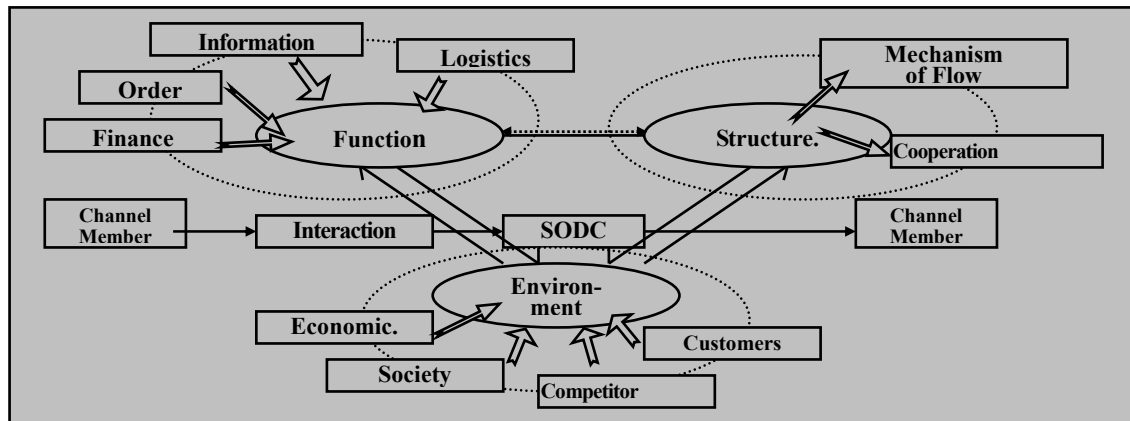 Information
Logistics
Mechanism
of Flow
Order
Finance
Function
Structure.
Cooperation
Channel
Member
Interaction
SODC
Channel
Member
Environ-
ment
Economic.
Customers
Society
Competitor